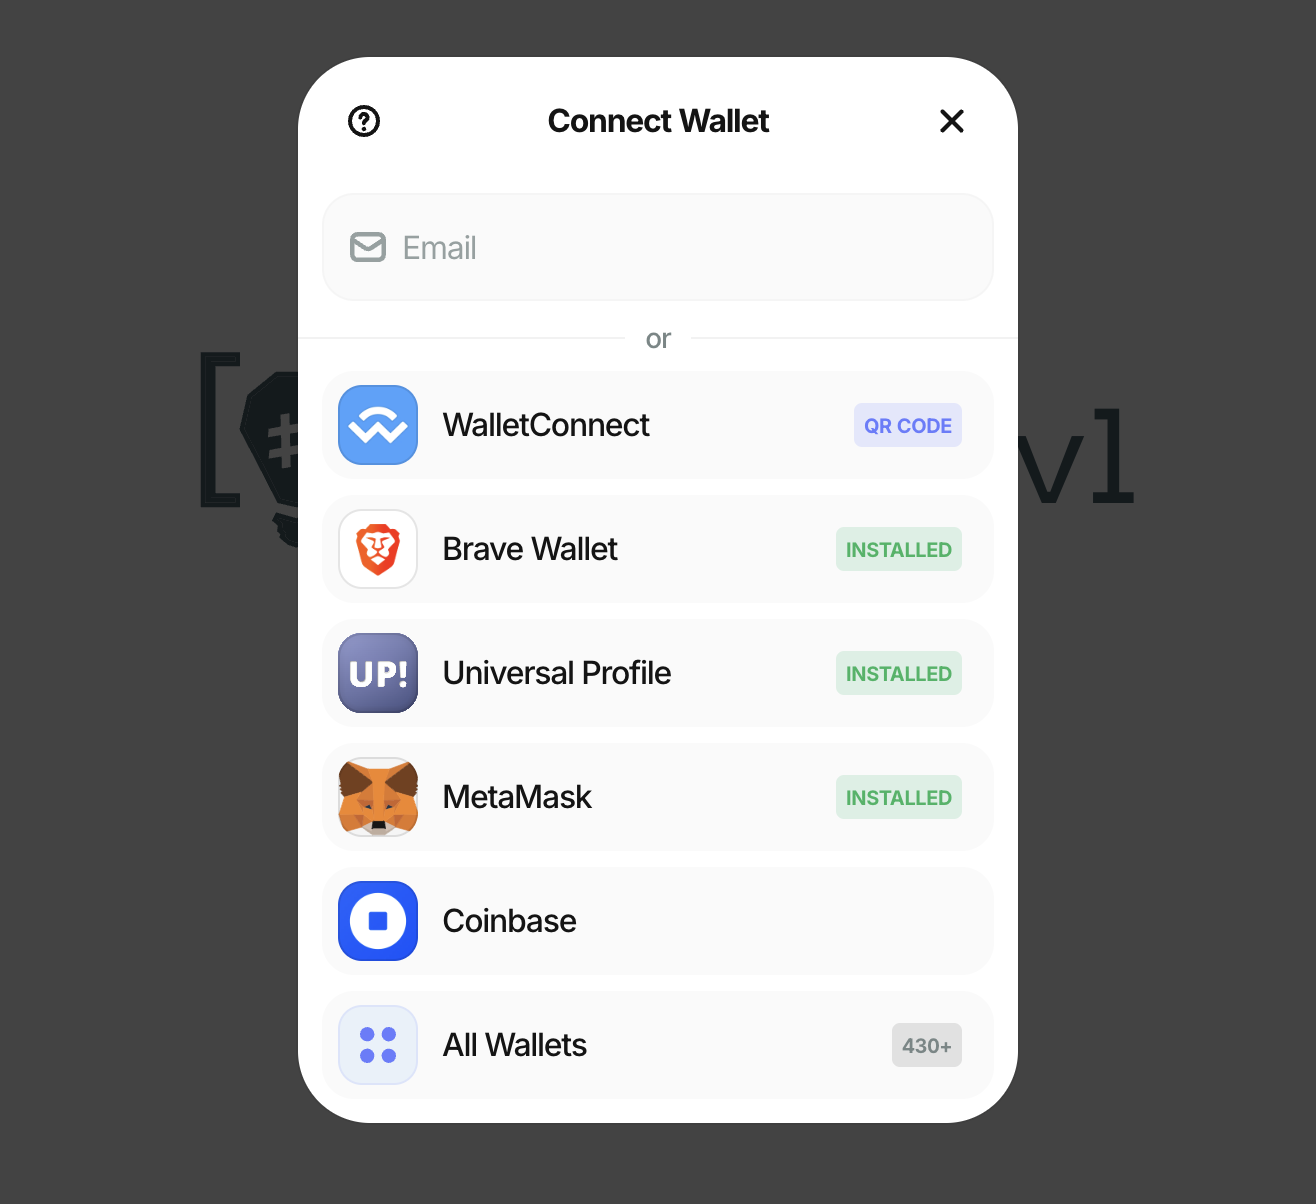 Connect Wallet
Email
or
WalletConnect
QR CODE
[
#
vl
Brave Wallet
INSTALLED
UP!
Universal Profile
INSTALLED
MetaMask
INSTALLED
Coinbase
All Wallets
430+